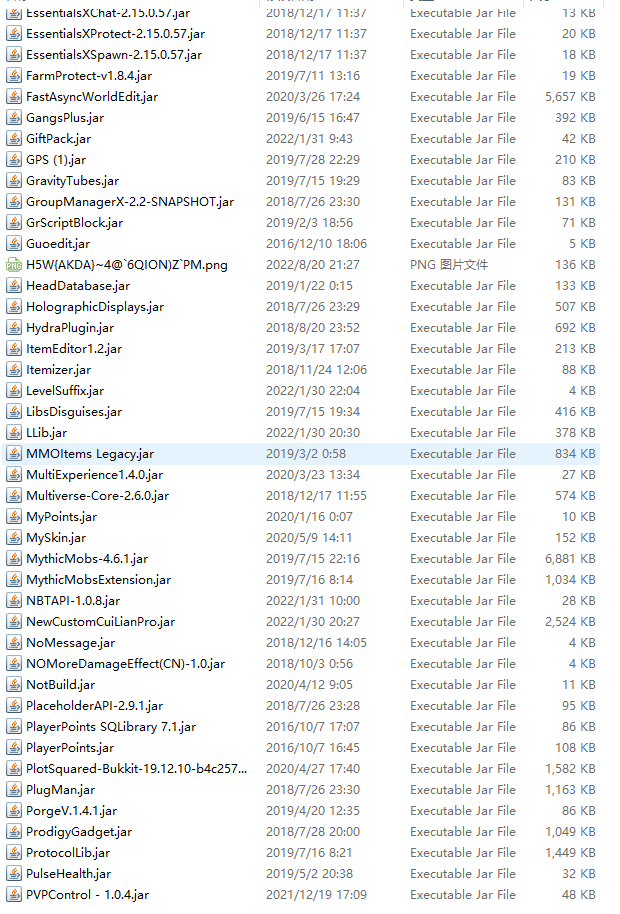 EssentialsXChat-2.15.0.57.jar 2018/12/17 11:37 Executable Jar File 13 KB
EssentialsXProtect-2.15.0.57.jar 2018/12/17 11:37 Executable Jar File 20 KB
EssentialsXSpawn-2.15.0.57.jar 2018/12/17 11:37 Executable Jar File 18 KB
FarmProtect-v1.8.4.jar 2019/7/11 13:16 Executable Jar File 19 KB
FastAsyncWorldEdit.jar 2020/3/26 17:24 Executable Jar File 5,657 KB
GangsPlus.jar 2019/6/15 16:47 Executable Jar File 392 KB
GiftPack.jar 2022/1/31 9:43 Executable Jar File 42 KB
GPS (1).jar 2019/7/28 22:29 Executable Jar File 210 KB
GravityTubes.jar 2019/7/15 19:29 Executable Jar File 83 KB
GroupManagerX-2.2-SNAPSHOT.jar 2018/7/26 23:30 Executable Jar File 131 KB
GrScriptBlock.jar 2019/2/3 18:56 Executable Jar File 71 KB
Guoedit.jar 2016/12/10 18:06 Executable Jar File 5 KB
H5W{AKDA}~4@`6QION}Z`PM.png 2022/8/20 21:27 PNG 图片文件 136 KB
HeadDatabase.jar 2019/1/22 0:15 Executable Jar File 133 KB
HolographicDisplays.jar 2018/7/26 23:29 Executable Jar File 507 KB
HydraPlugin.jar 2018/8/20 23:52 Executable Jar File 692 KB
ItemEditor1.2.jar 2019/3/17 17:07 Executable Jar File 213 KB
Itemizer.jar 2018/11/24 12:06 Executable Jar File 88 KB
LevelSuffix.jar 2022/1/30 22:04 Executable Jar File 4 KB
LibsDisguises.jar 2019/7/15 19:34 Executable Jar File 416 KB
LLib.jar 2022/1/30 20:30 Executable Jar File 378 KB
MMOItems Legacy.jar 2019/3/2 0:58 Executable Jar File 834 KB
MultiExperience1.4.0.jar 2020/3/23 13:34 Executable Jar File 27 KB
Multiverse-Core-2.6.0.jar 2018/12/17 11:55 Executable Jar File 574 KB
MyPoints.jar 2020/1/16 0:07 Executable Jar File 10 KB
MySkin.jar 2020/5/9 14:11 Executable Jar File 152 KB
MythicMobs-4.6.1.jar 2019/7/15 22:16 Executable Jar File 6,881 KB
MythicMobsExtension.jar 2019/7/16 8:14 Executable Jar File 1,034 KB
NBTAPI-1.0.8.jar 2022/1/31 10:00 Executable Jar File 28 KB
NewCustomCuiLianPro.jar 2022/1/30 20:27 Executable Jar File 2,524 KB
NoMessage.jar 2018/12/16 14:05 Executable Jar File 4 KB
NOMoreDamageEffect(CN)-1.0.jar 2018/10/3 0:56 Executable Jar File 4 KB
NotBuild.jar 2020/4/12 9:05 Executable Jar File 11 KB
PlaceholderAPI-2.9.1.jar 2018/7/26 23:28 Executable Jar File 95 KB
PlayerPoints SQLibrary 7.1.jar 2016/10/7 17:07 Executable Jar File 86 KB
PlayerPoints.jar 2016/10/7 16:45 Executable Jar File 108 KB
PlotSquared-Bukkit-19.12.10-b4c257... 2020/4/27 17:40 Executable Jar File 1,582 KB
PlugMan.jar 2018/7/26 23:30 Executable Jar File 1,163 KB
PorgeV.1.4.1.jar 2019/4/20 12:35 Executable Jar File 86 KB
ProdigyGadget.jar 2018/7/28 20:00 Executable Jar File 1,049 KB
ProtocolLib.jar 2019/7/16 8:21 Executable Jar File 1,449 KB
PulseHealth.jar 2019/5/2 20:38 Executable Jar File 32 KB
PVPControl - 1.0.4.jar 2021/12/19 17:09 Executable Jar File 48 KB